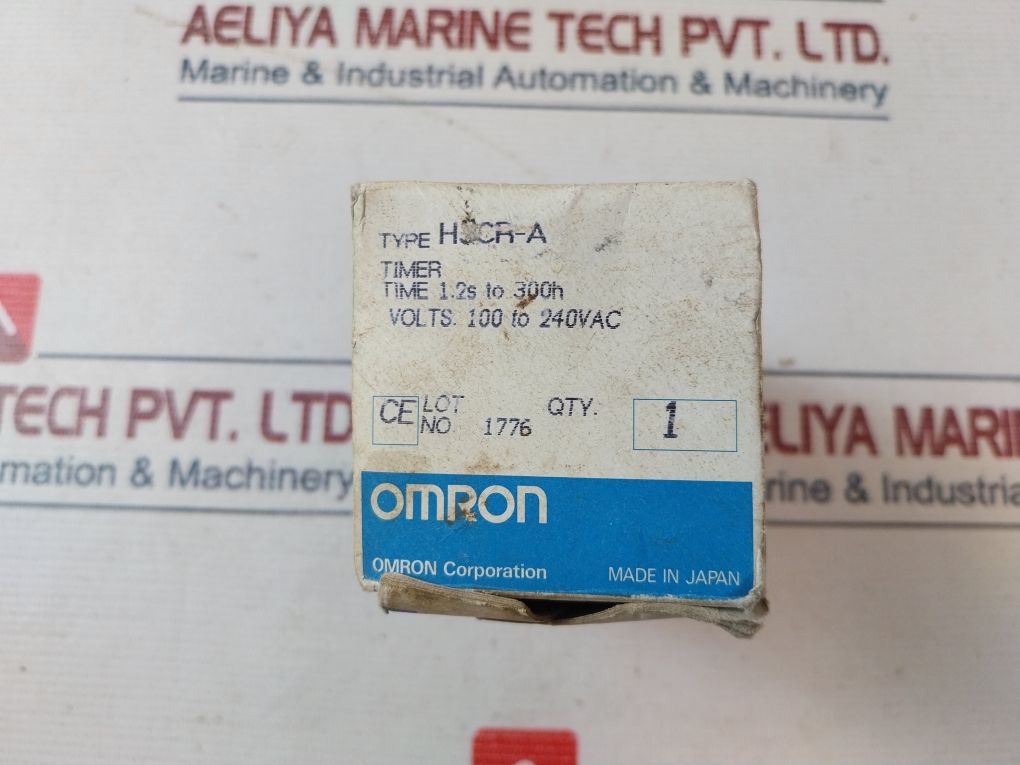 AELIYA MARINE TECH PVT. LTD.
Marine & Industrial Automation & Machinery
TYPE H3CR-A
TIMER
TIME 1.2s to 300h
VOLTS. 100 to 240VAC
CE LOT NO. 1776 QTY. 1
TECH PVT. LTD
mation & Machinery
ELIYA MARI
rine & Industria
OMRON
OMRON Corporation MADE IN JAPAN